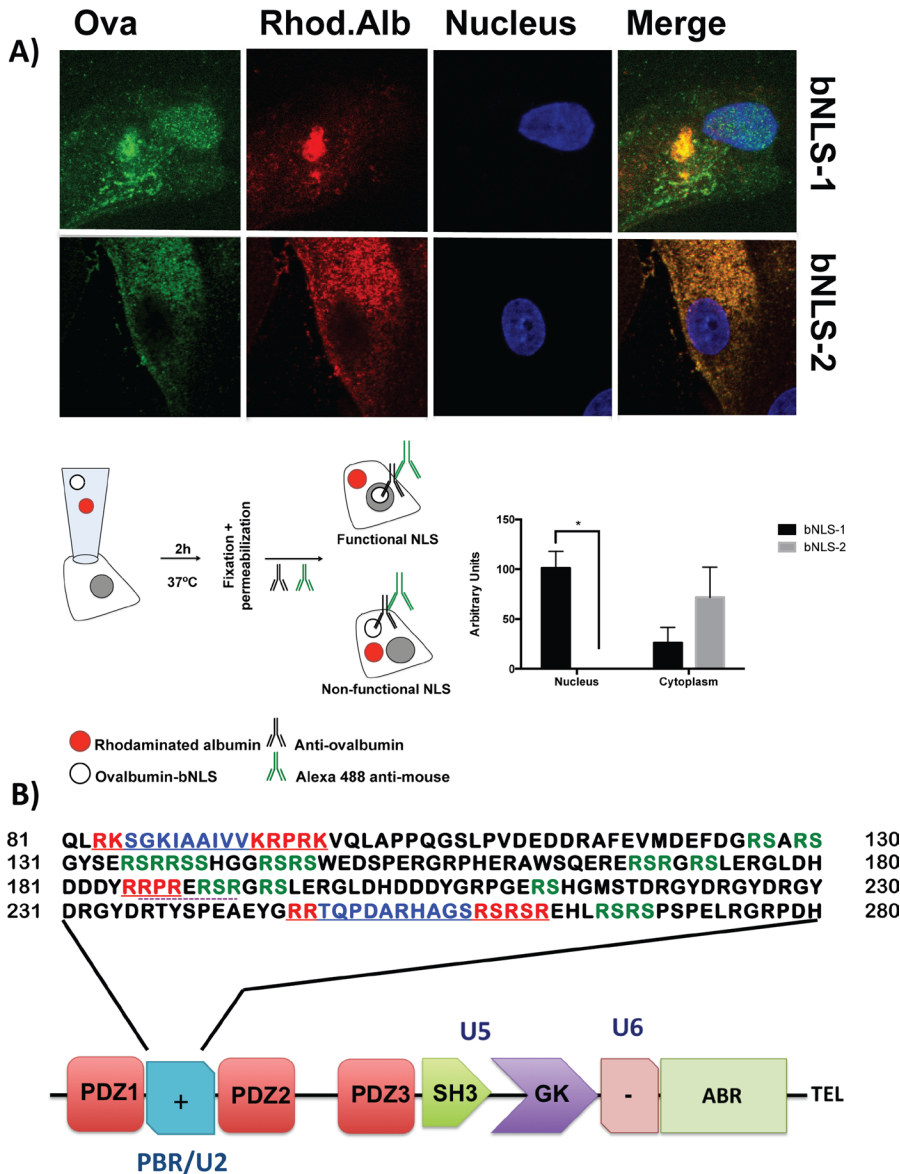 Ova Rhod.Alb Nucleus Merge
A)
bNLS-1
bNLS-2
2h
37ºC
Fixation +
permeabilization
Functional NLS
Non-functional NLS
Arbitrary Units
150
100
50
0
*
Nucleus Cytoplasm
bNLS-1
bNLS-2
Rhodaminated albumin
Anti-ovalbumin
Ovalbumin-bNLS
Alexa 488 anti-mouse
B)
81 QLRKSGKIAAIVVKRPRKVQLAPPQGSLPVDEDDRAFEVMDEFDGRSARS 130
131 GYSERSRRSSHGGRSRSWEDSPERGRPHERAWSQERERSRGRSLERGLDH 180
181 DDDYRRPRERSRGRSLERGLDHDDDYGRPGERSHGMSTDRGYDRGYDRGY 230
231 DRGYDRTYSPEAEYGRRTQPDARHAGSRSRSREHLRSRSPSPELRGRPDH 280
U5 U6
PDZ1 + PDZ2 PDZ3 SH3 GK - ABR TEL
PBR/U2